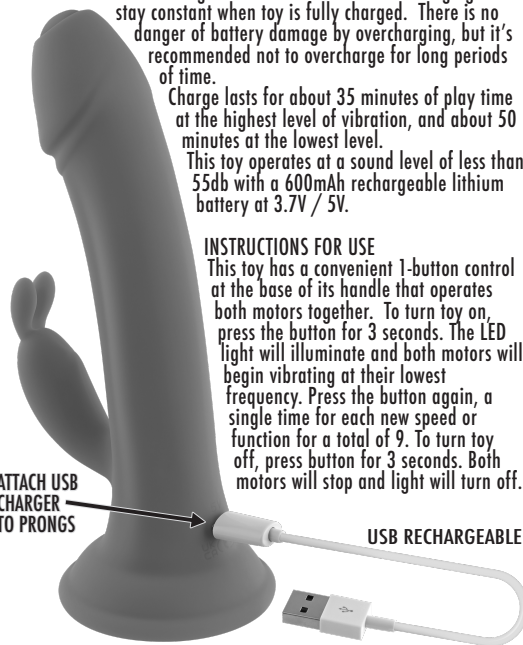 stay constant when toy is fully charged.  There is no
danger of battery damage by overcharging, but it's
recommended not to overcharge for long periods
of time.
Charge lasts for about 35 minutes of play time
at the highest level of vibration, and about 50
minutes at the lowest level.
This toy operates at a sound level of less than
55db with a 600mAh rechargeable lithium
battery at 3.7V / 5V.
INSTRUCTIONS FOR USE
This toy has a convenient 1-button control
at the base of its handle that operates
both motors together.  To turn toy on,
press the button for 3 seconds. The LED
light will illuminate and both motors will
begin vibrating at their lowest
frequency. Press the button again, a
single time for each new speed or
function for a total of 9. To turn toy
off, press button for 3 seconds. Both
motors will stop and light will turn off.
ATTACH USB
CHARGER
TO PRONGS
USB RECHARGEABLE